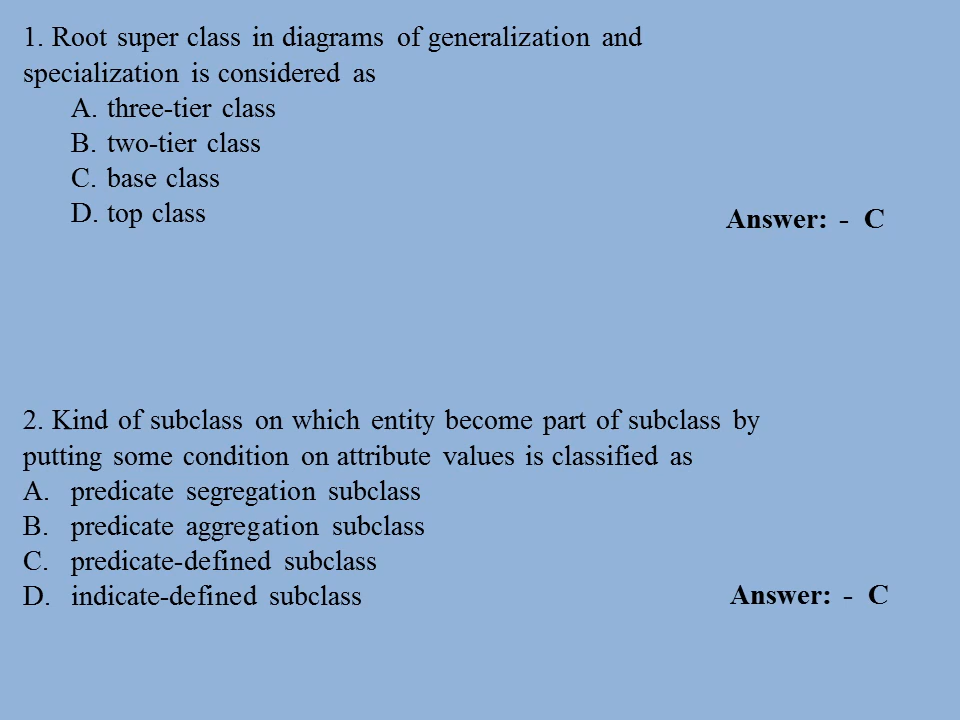 1. Root super class in diagrams of generalization and
specialization is considered as
A. three-tier class
B. two-tier class
C. base class
D. top class
Answer: - C
2. Kind of subclass on which entity become part of subclass by
putting some condition on attribute values is classified as
A. predicate segregation subclass
B. predicate aggregation subclass
C. predicate-defined subclass
D. indicate-defined subclass
Answer: - C